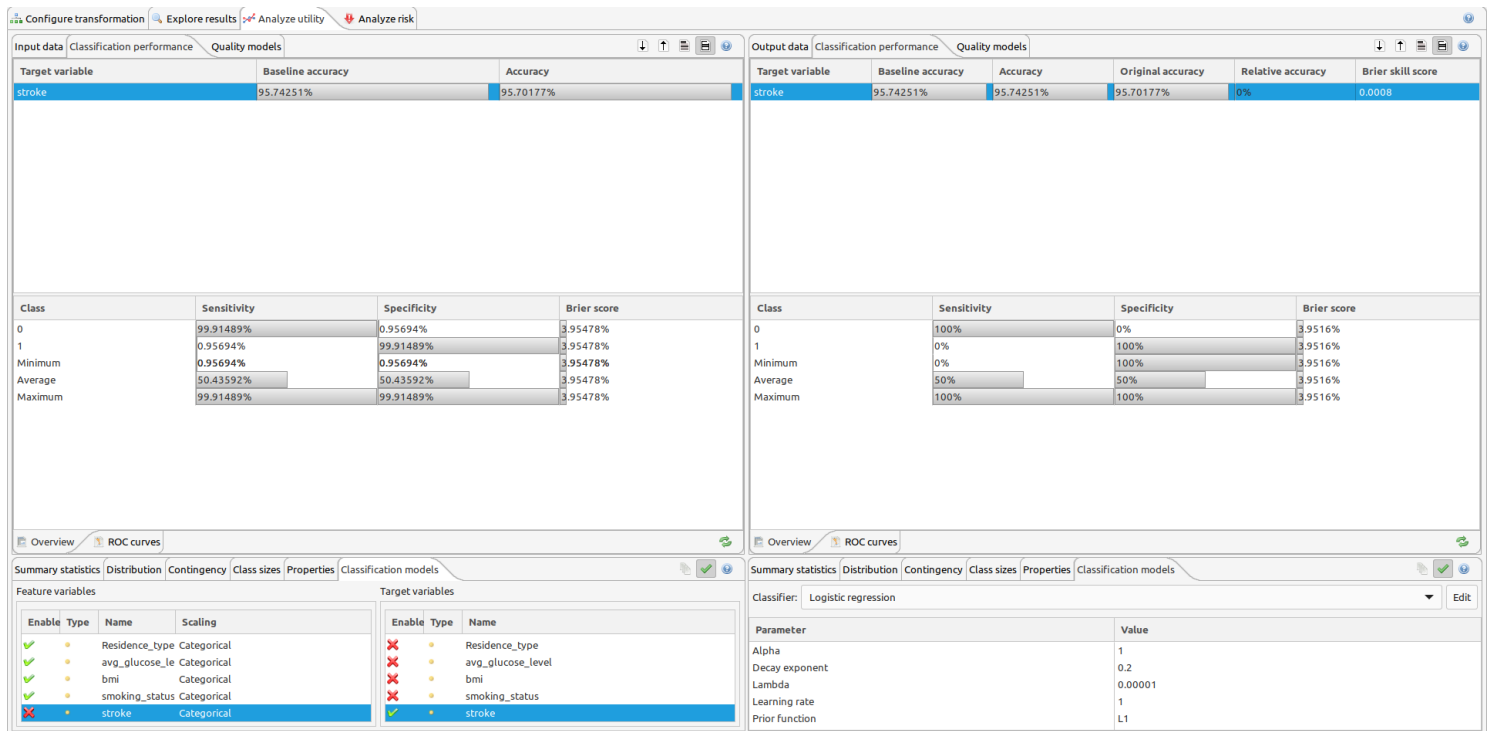 Configure transformation Explore results Analyze utility Analyze risk
Input data Classification performance Quality models
Target variable Baseline accuracy Accuracy
stroke 95.74251% 95.70177%
Class Sensitivity Specificity Brier score
0 99.91489% 0.95694% 3.95478%
1 0.95694% 99.91489% 3.95478%
Minimum 0.95694% 0.95694% 3.95478%
Average 50.43592% 50.43592% 3.95478%
Maximum 99.91489% 99.91489% 3.95478%
Overview ROC curves
Output data Classification performance Quality models
Target variable Baseline accuracy Accuracy Original accuracy Relative accuracy Brier skill score
stroke 95.74251% 95.74251% 95.70177% 0% 0.0008
Class Sensitivity Specificity Brier score
0 100% 0% 3.9516%
1 0% 100% 3.9516%
Minimum 0% 100% 3.9516%
Average 50% 50% 3.9516%
Maximum 100% 100% 3.9516%
Overview ROC curves
Summary statistics Distribution Contingency Class sizes Properties Classification models
Feature variables
Enable Type Name Scaling
Residence_type Categorical
avg_glucose_le Categorical
bmi Categorical
smoking_status Categorical
stroke Categorical
Target variables
Enable Type Name
Residence_type
avg_glucose_level
bmi
smoking_status
stroke
Summary statistics Distribution Contingency Class sizes Properties Classification models
Classifier: Logistic regression Edit
Parameter Value
Alpha 1
Decay exponent 0.2
Lambda 0.00001
Learning rate 1
Prior function L1